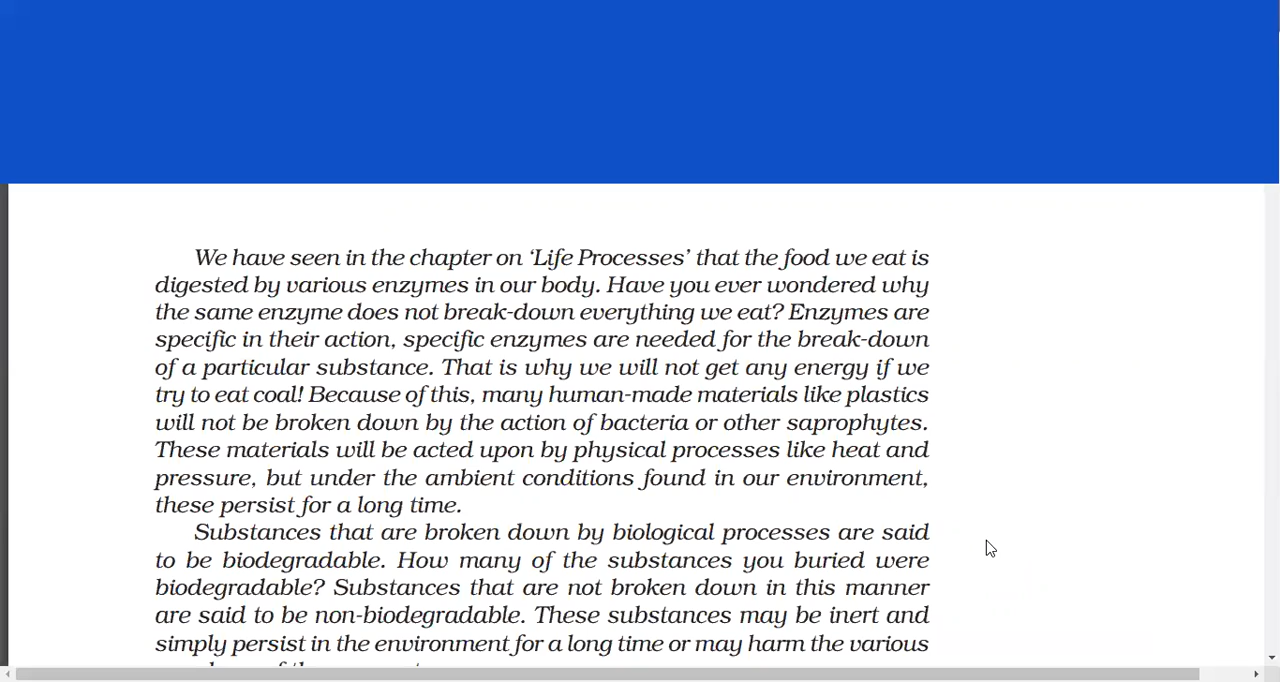 We have seen in the chapter on ‘Life Processes’ that the food we eat is
digested by various enzymes in our body. Have you ever wondered why
the same enzyme does not break-down everything we eat? Enzymes are
specific in their action, specific enzymes are needed for the break-down
of a particular substance. That is why we will not get any energy if we
try to eat coal! Because of this, many human-made materials like plastics
will not be broken down by the action of bacteria or other saprophytes.
These materials will be acted upon by physical processes like heat and
pressure, but under the ambient conditions found in our environment,
these persist for a long time.
Substances that are broken down by biological processes are said
to be biodegradable. How many of the substances you buried were
biodegradable? Substances that are not broken down in this manner
are said to be non-biodegradable. These substances may be inert and
simply persist in the environment for a long time or may harm the various